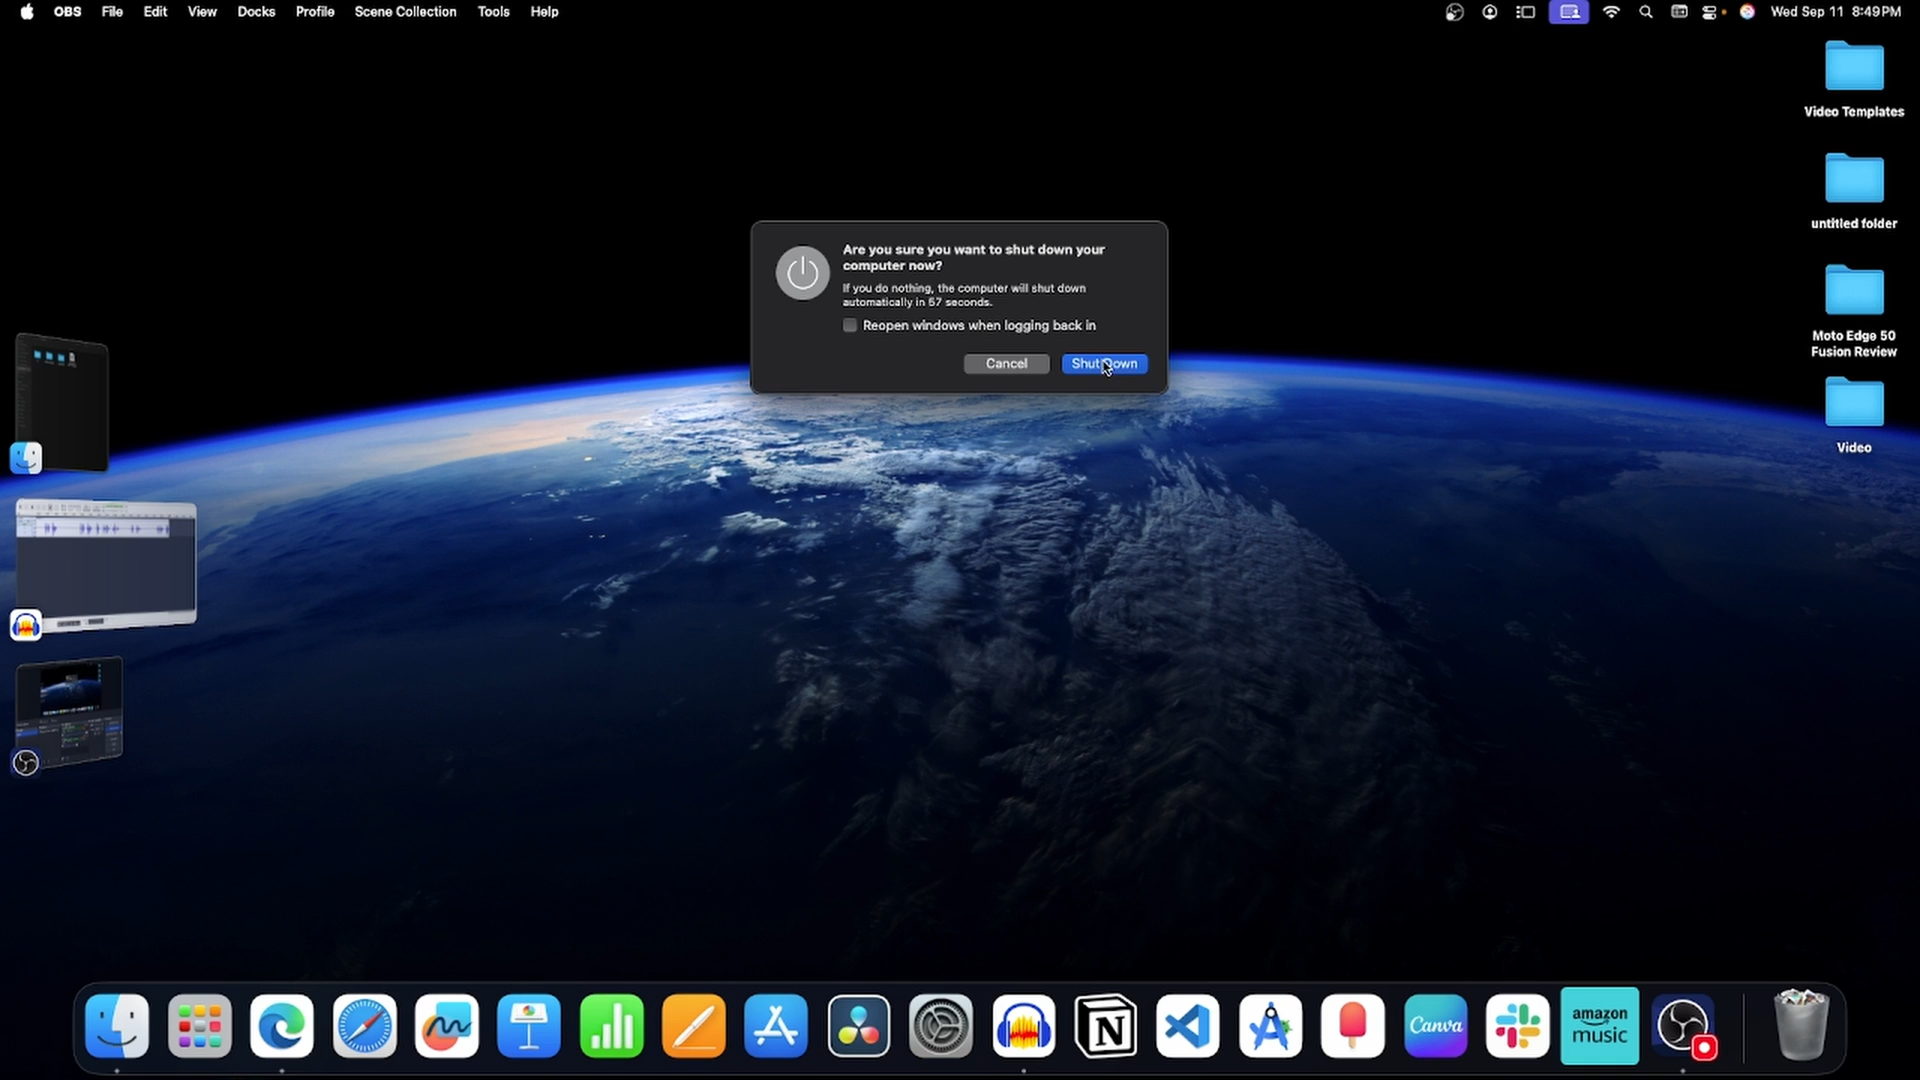 OBS File Edit View Docks Profile Scene Collection Tools Help
Wed Sep 11 8:49PM
Video Templates
untitled folder
Are you sure you want to shut down your
computer now?
If you do nothing, the computer will shut down
automatically in 57 seconds.
Reopen windows when logging back in
Cancel
Shut Down
Moto Edge 50
Fusion Review
Video
Canva
amazon
music